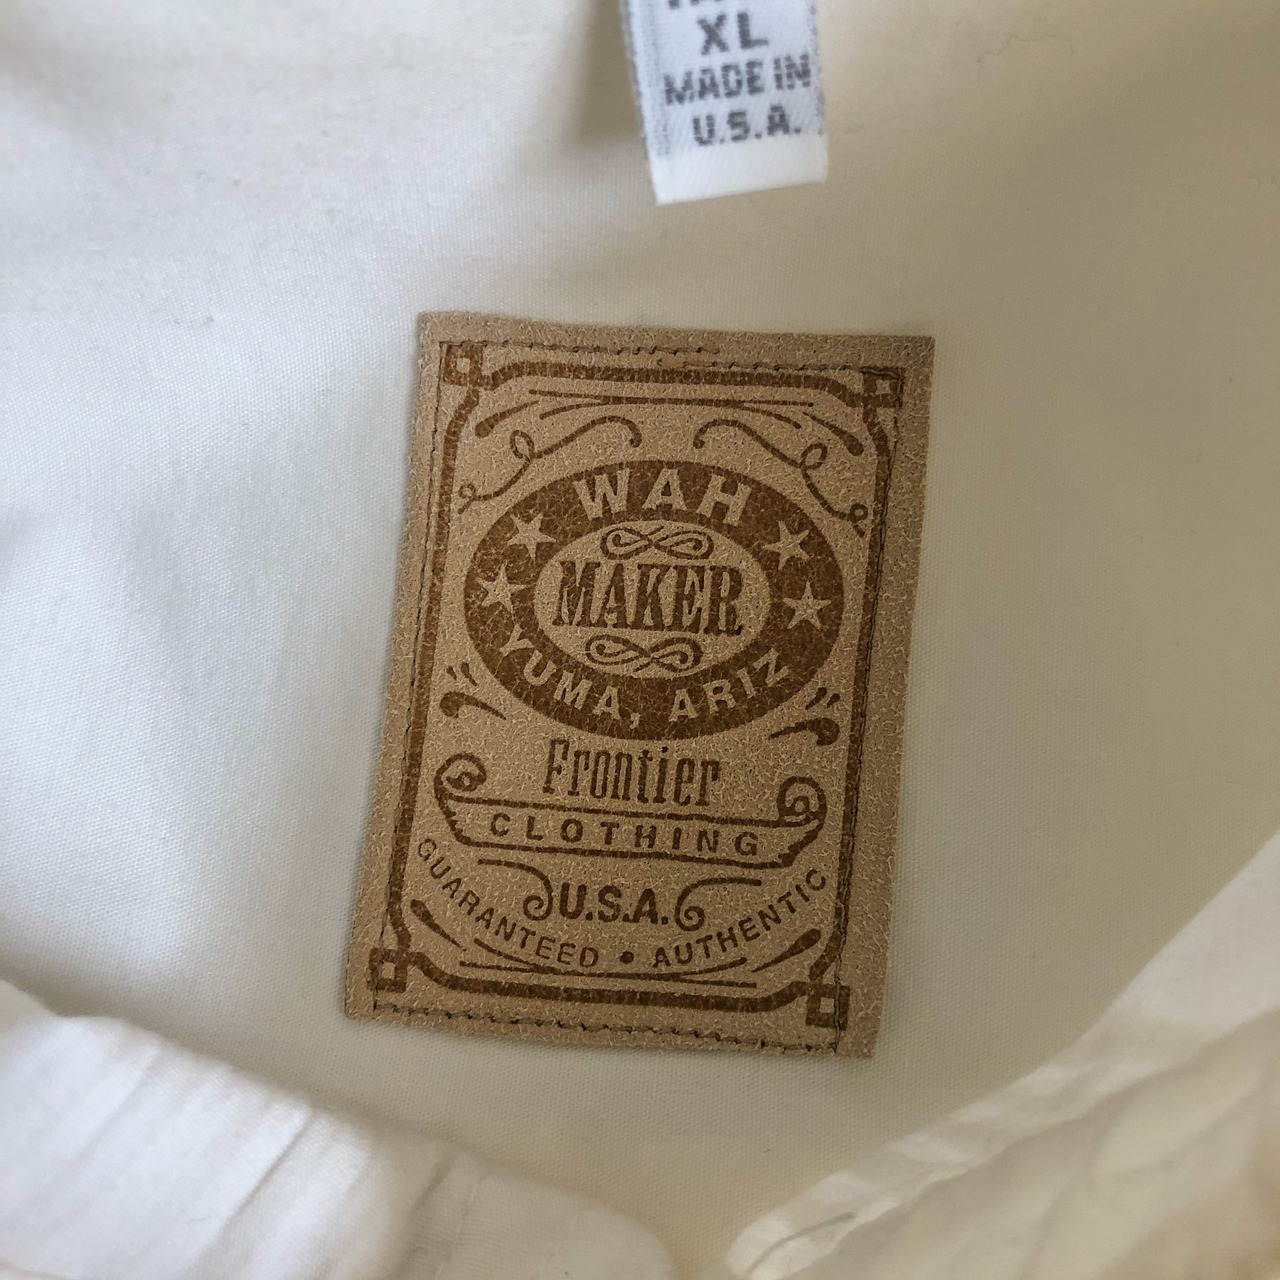 XL
MADE IN
U.S.A.
WAH
MAKER
YUMA, ARIZ
Frontier
CLOTHING
U.S.A.
GUARANTEED • AUTHENTIC